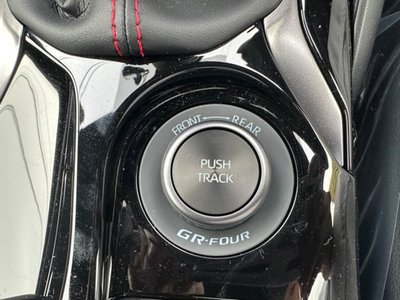 FRONT REAR
PUSH
TRACK
GR-FOUR